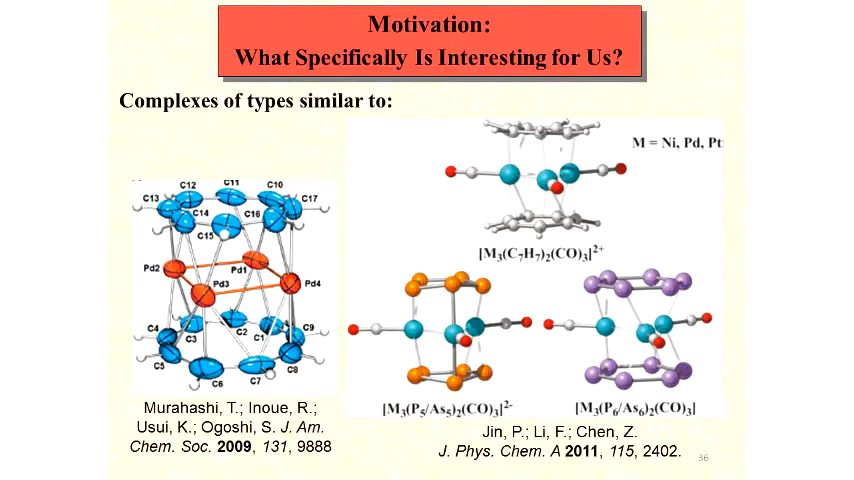 Motivation:
What Specifically Is Interesting for Us?
Complexes of types similar to:
C12 C11 C10
C13 C17
C14 C16
C15
Pd2 Pd1
Pd3 Pd4
C4 C3 C2 C1 C9
C5 C8
C6 C7
Murahashi, T.; Inoue, R.;
Usui, K.; Ogoshi, S. J. Am.
Chem. Soc. 2009, 131, 9888
M = Ni, Pd, Pt
[M3(C7H7)2(CO)3]2+
[M3(P5/As5)2(CO)3]2-
[M3(P6/As6)2(CO)3]
Jin, P.; Li, F.; Chen, Z.
J. Phys. Chem. A 2011, 115, 2402.
36